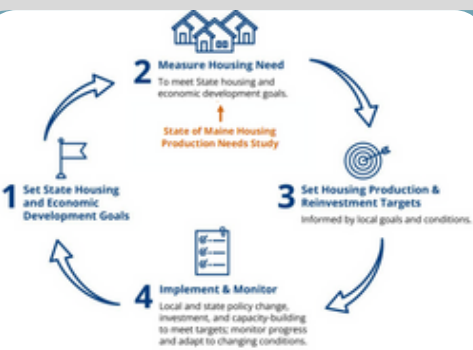 1 Set State Housing
and Economic
Development Goals
2 Measure Housing Need
To meet State housing and
economic development goals.
State of Maine Housing
Production Needs Study
3 Set Housing Production &
Reinvestment Targets
Informed by local goals and conditions.
4 Implement & Monitor
Local and state policy change,
investment, and capacity-building
to meet targets; monitor progress
and adapt to changing conditions.